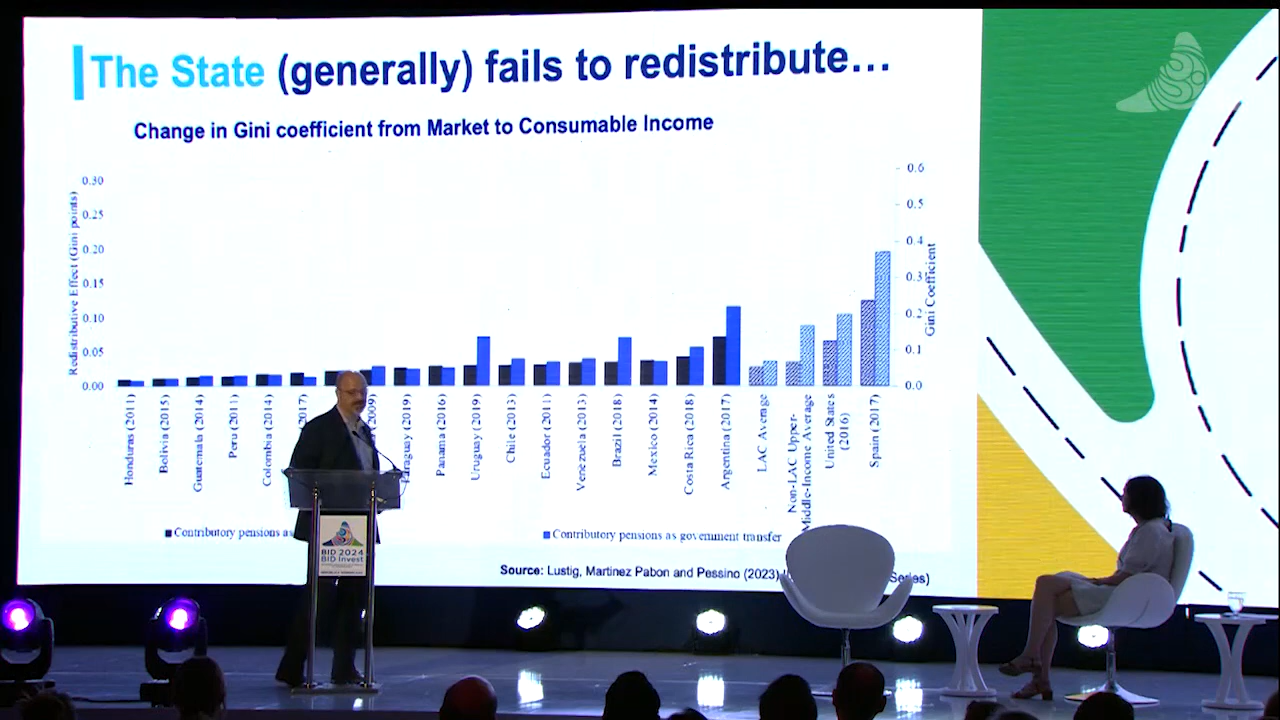 The State (generally) fails to redistribute...
Change in Gini coefficient from Market to Consumable Income
Redistributive Effect (Gini points)
0.30
0.25
0.20
0.15
0.10
0.05
0.00
0.6
0.5
0.4
0.3
0.2
0.1
0.0
Gini Coefficient
Honduras (2011)
Bolivia (2015)
Guatemala (2014)
Peru (2011)
Colombia (2014)
2017)
(2009)
Paraguay (2019)
Panama (2016)
Uruguay (2019)
Chile (2013)
Ecuador (2011)
Venezuela (2013)
Brazil (2018)
Mexico (2014)
Costa Rica (2018)
Argentina (2017)
LAC Average
Non-LAC Upper-
Middle-Income Average
United States
(2016)
Spain (2017)
Contributory pensions as
Contributory pensions as government transfer
Source: Lustig, Martinez Pabon and Pessino (2023)
Series)
BID 2024
BID Invest